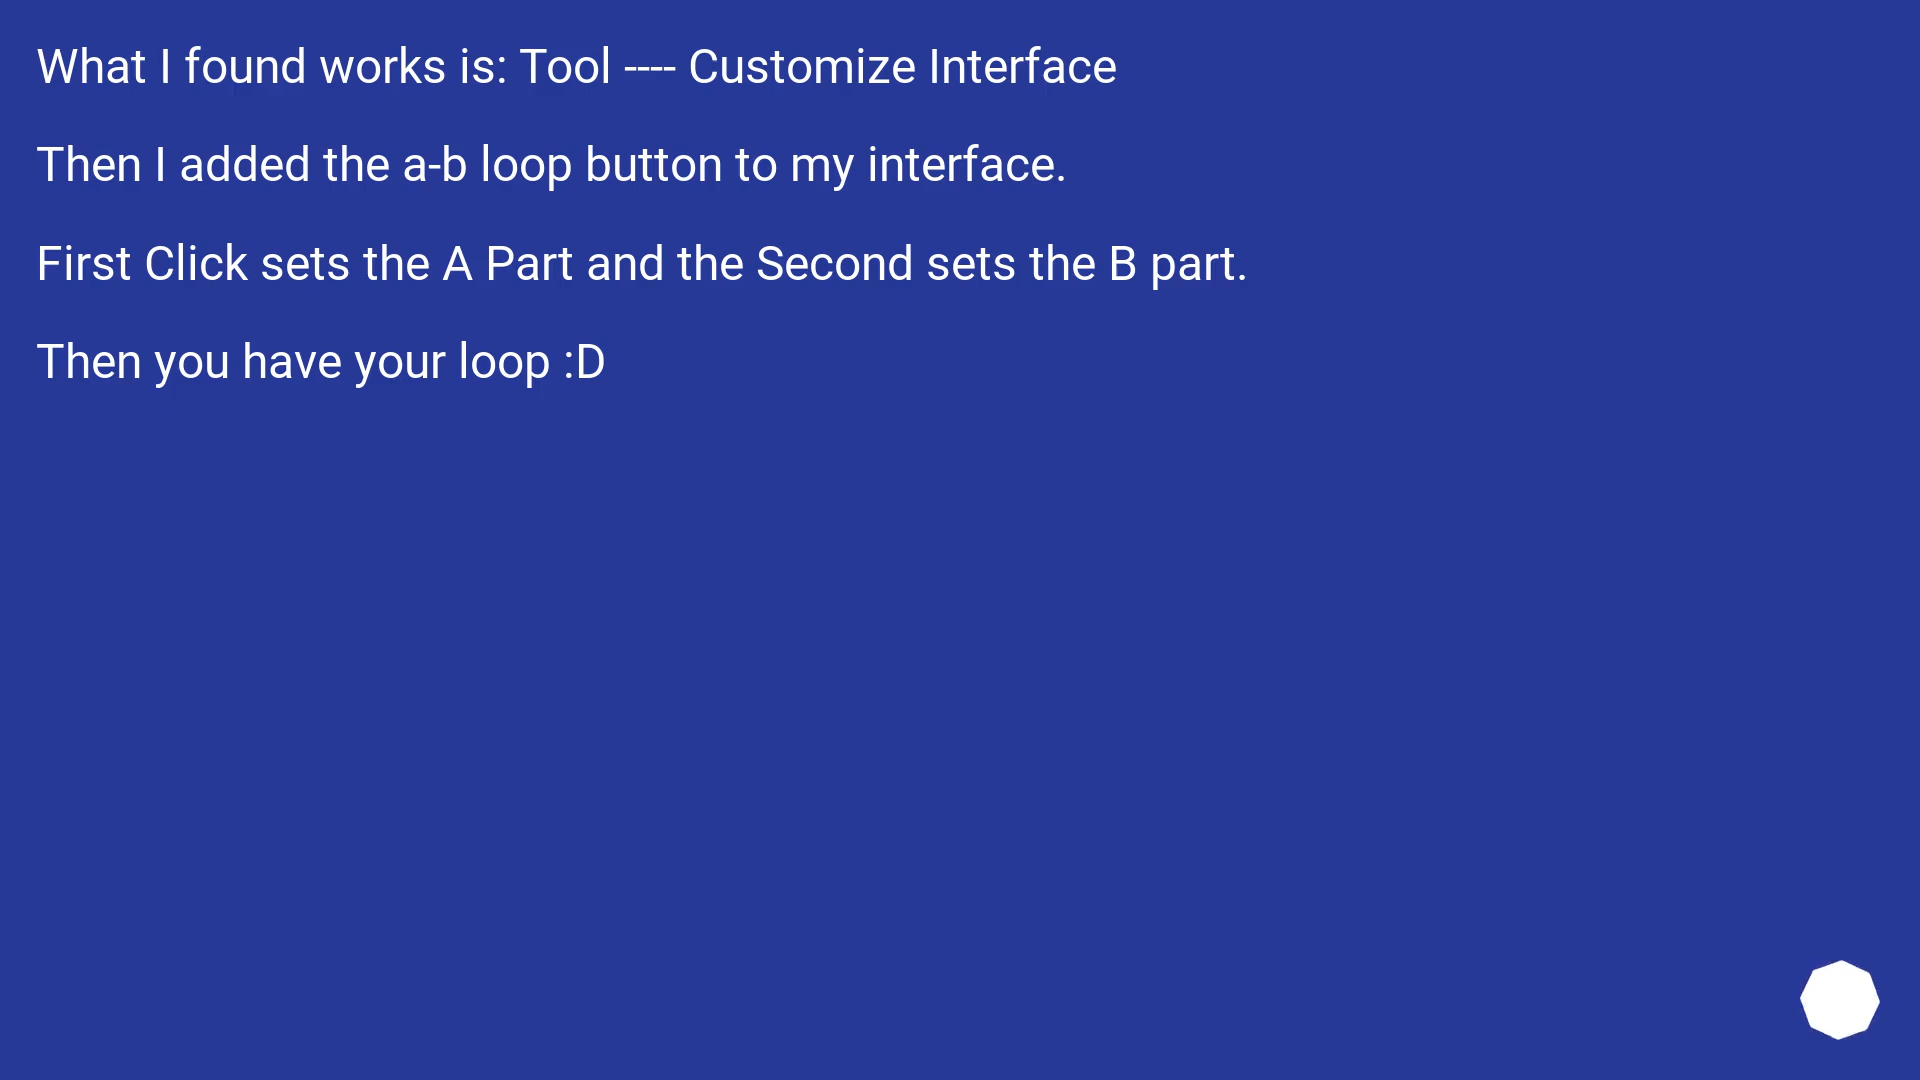 What I found works is: Tool ---- Customize Interface
Then I added the a-b loop button to my interface.
First Click sets the A Part and the Second sets the B part.
Then you have your loop :D